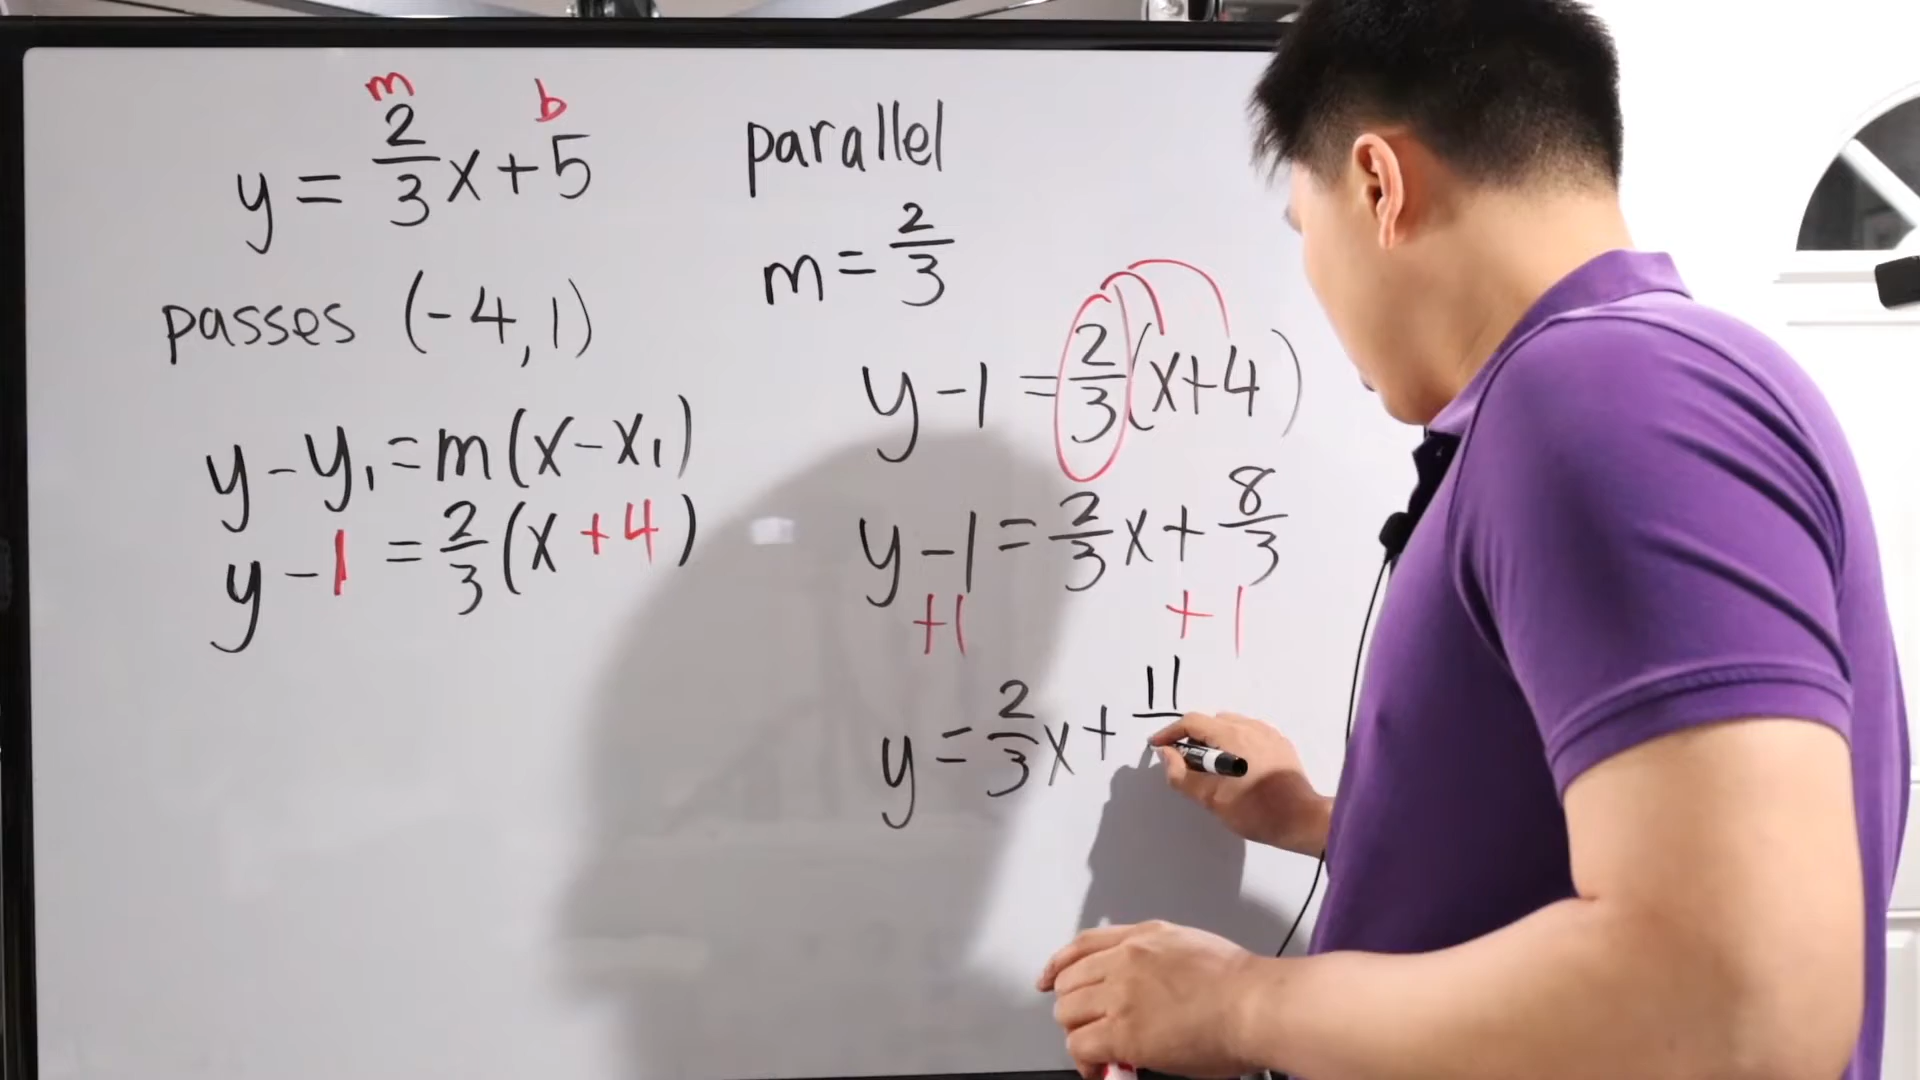 y = 2/3 x + 5
m
b
passes (-4, 1)
y - y₁ = m(x - x₁)
y - 1 = 2/3 (x + 4)
parallel
m = 2/3
y - 1 = 2/3 (x + 4)
y - 1 = 2/3 x + 8/3
+1 +1
y = 2/3 x + 11